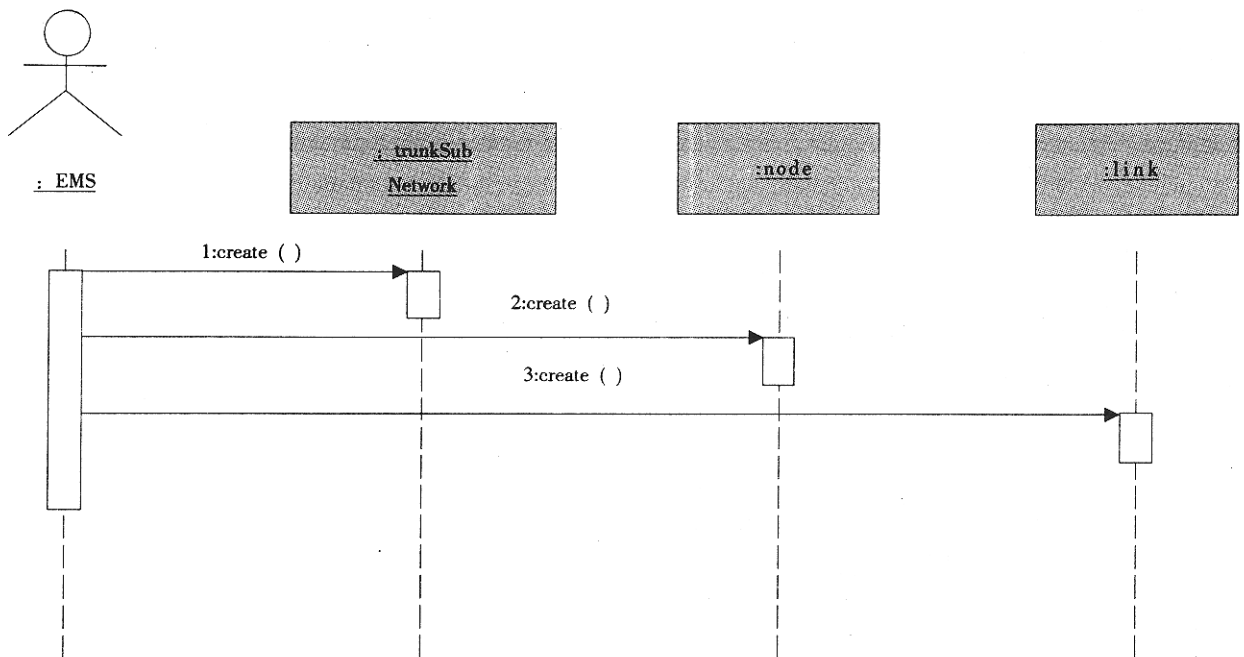 : trunkSub
Network
:node
:link
: EMS
1:create ( )
2:create ( )
3:create ( )